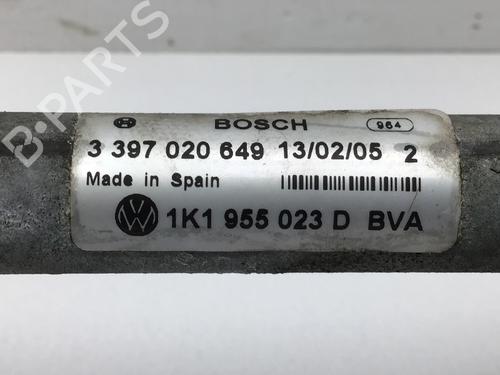 BOSCH 964
3 397 020 649 13/02/05 2
Made in Spain
1K1 955 023 D BVA
B-PARTS